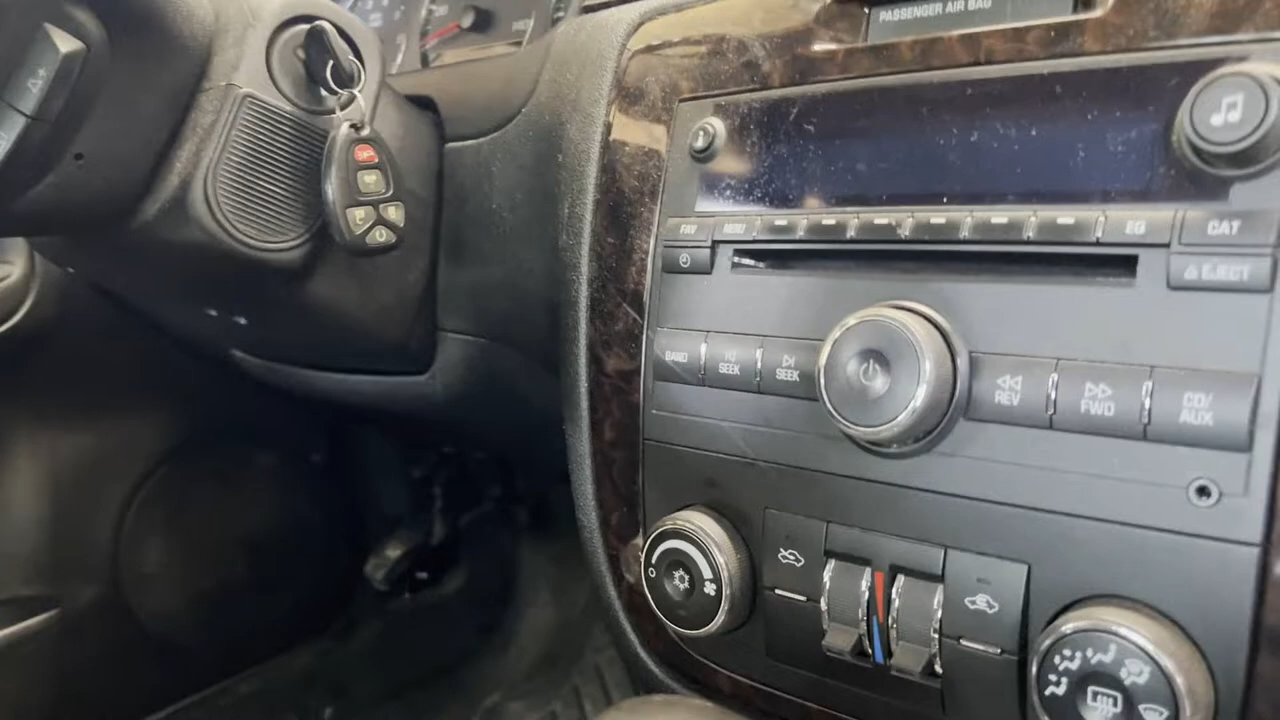 PASSENGER AIR BAG
FAV
MENU
EQ
CAT
EJECT
BAND
SEEK
SEEK
REV
FWD
CD/
AUX